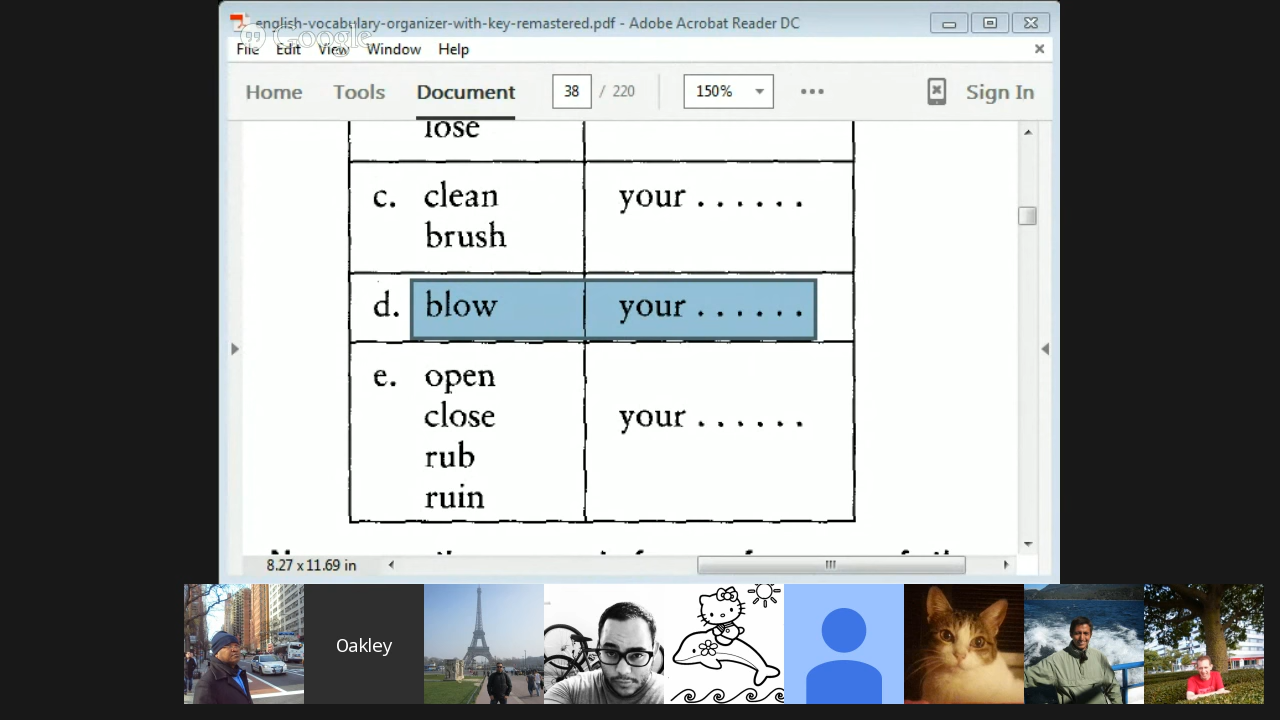 english-vocabulary-organizer-with-key-remastered.pdf - Adobe Acrobat Reader DC
Google
File Edit View Window Help
Home Tools Document 38 / 220 150% ••• Sign In
lose
c. clean your ......
brush
d. blow your ......
e. open
close your ......
rub
ruin
8.27 x 11.69 in
Oakley